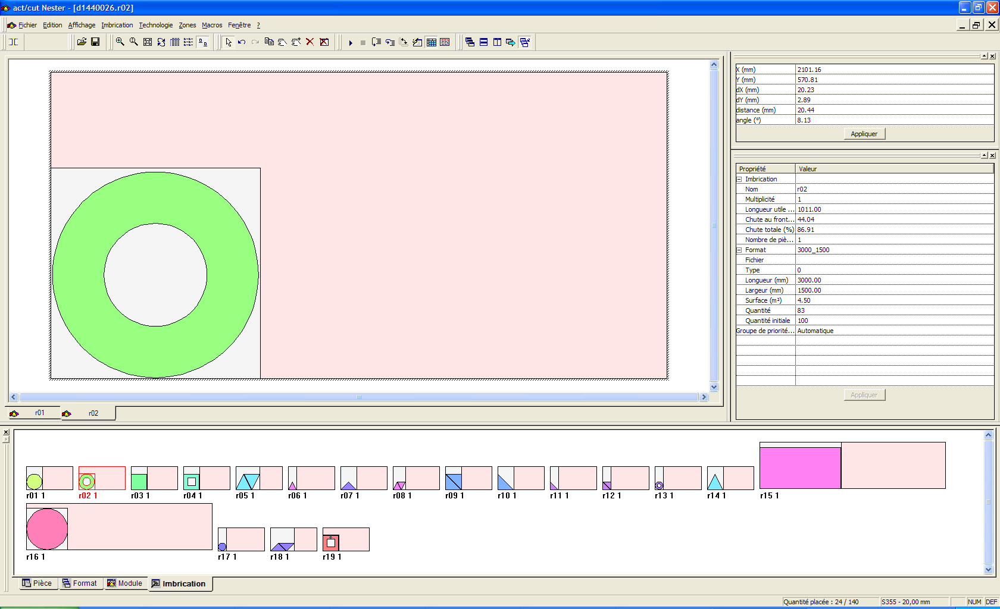 act/cut Nester - [d1440026.r02]
Fichier Edition Affichage Imbrication Technologie Zones Macros Fenêtre ?
X (mm) 2101.16
Y (mm) 570.81
dX (mm) 20.23
dY (mm) 2.89
distance (mm) 20.44
angle (°) 8.13
Appliquer
Propriété Valeur
Imbrication
Nom r02
Multiplicité 1
Longueur utile ... 1011.00
Chute au front... 44.04
Chute totale (%) 86.91
Nombre de piè... 1
Format 3000_1500
Fichier
Type 0
Longueur (mm) 3000.00
Largeur (mm) 1500.00
Surface (m²) 4.50
Quantité 83
Quantité initiale 100
Groupe de priorité... Automatique
Appliquer
r01 r02
r01 1 r02 1 r03 1 r04 1 r05 1 r06 1 r07 1 r08 1 r09 1 r10 1 r11 1 r12 1 r13 1 r14 1 r15 1
r16 1 r17 1 r18 1 r19 1
Pièce Format Module Imbrication
Quantité placée : 24 / 140 S355 - 20,00 mm NUM DEF